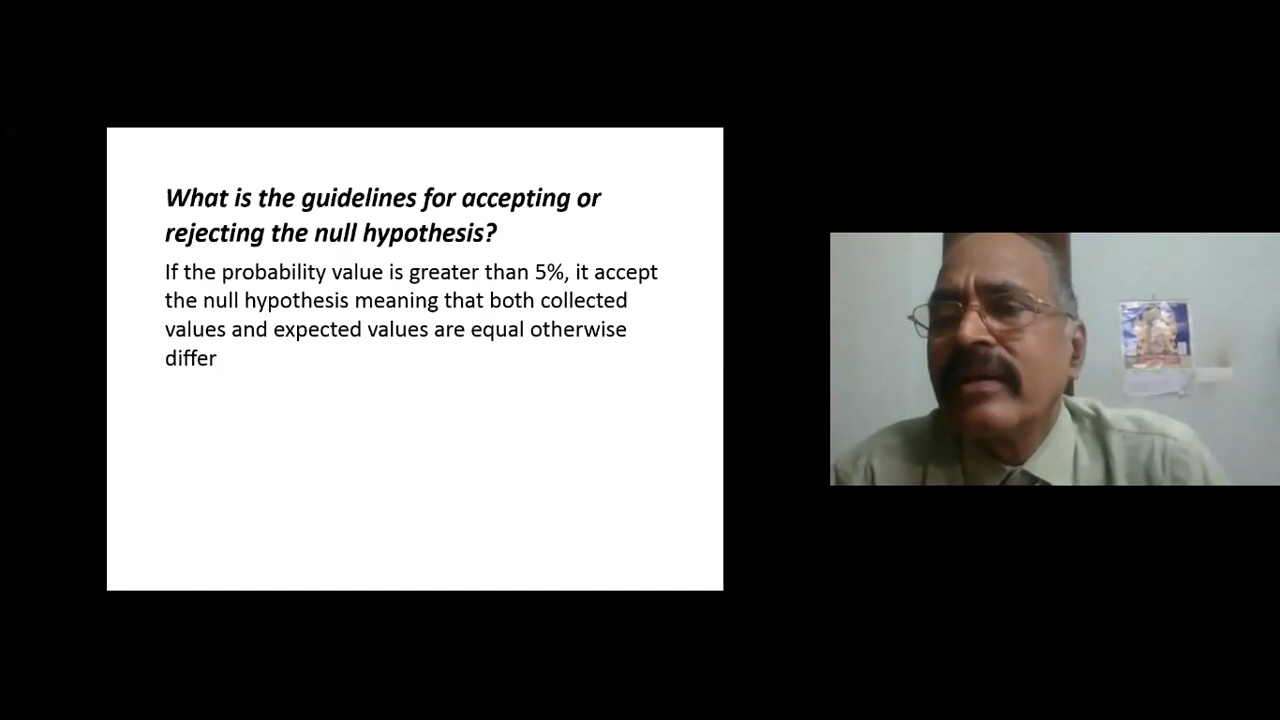 What is the guidelines for accepting or
rejecting the null hypothesis?
If the probability value is greater than 5%, it accept
the null hypothesis meaning that both collected
values and expected values are equal otherwise
differ